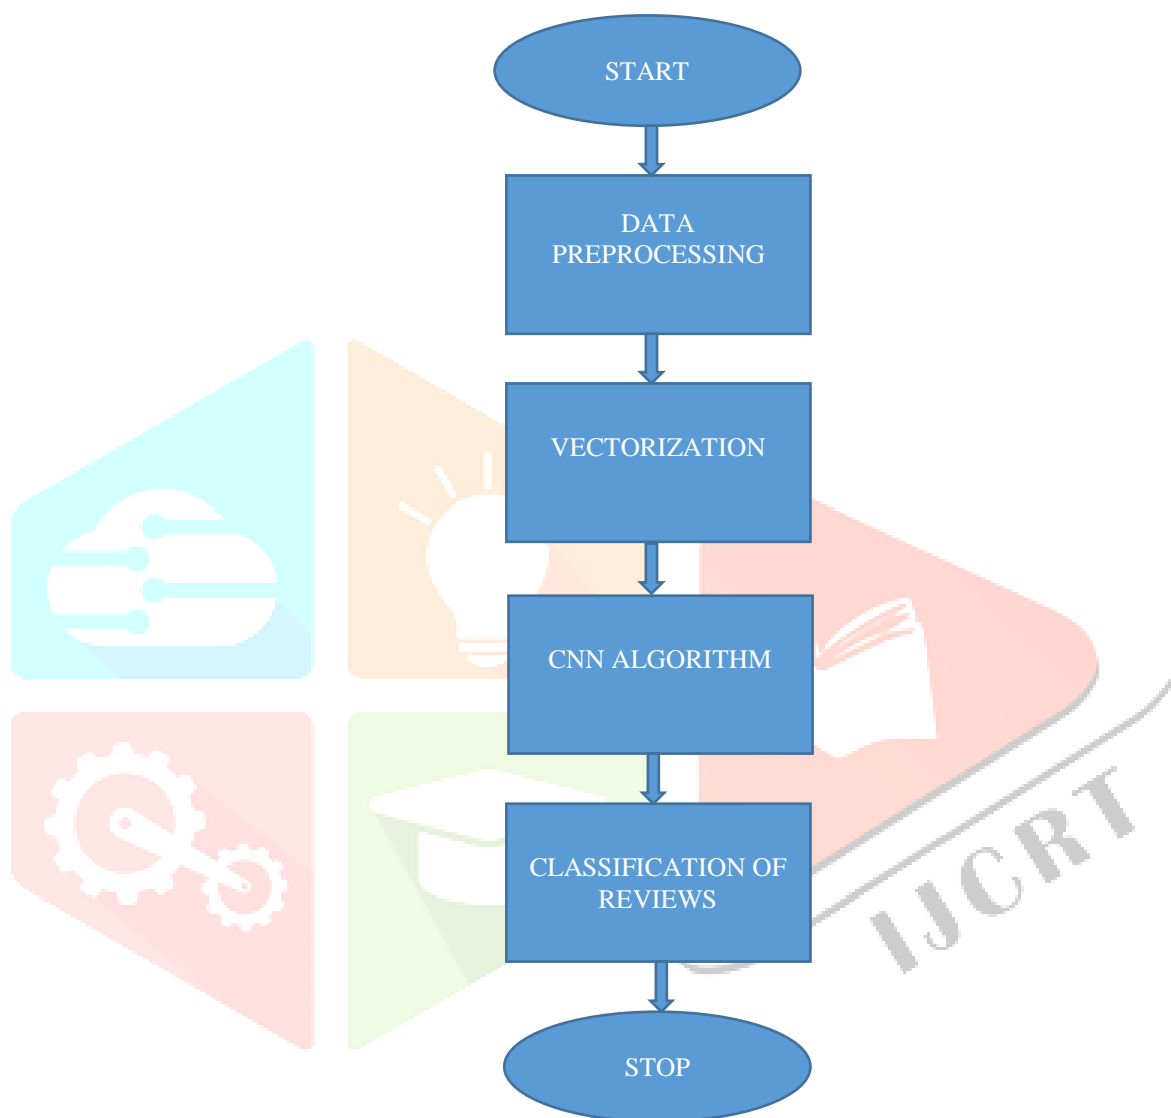 START
DATA
PREPROCESSING
VECTORIZATION
CNN ALGORITHM
CLASSIFICATION OF
REVIEWS
IJCRT
STOP